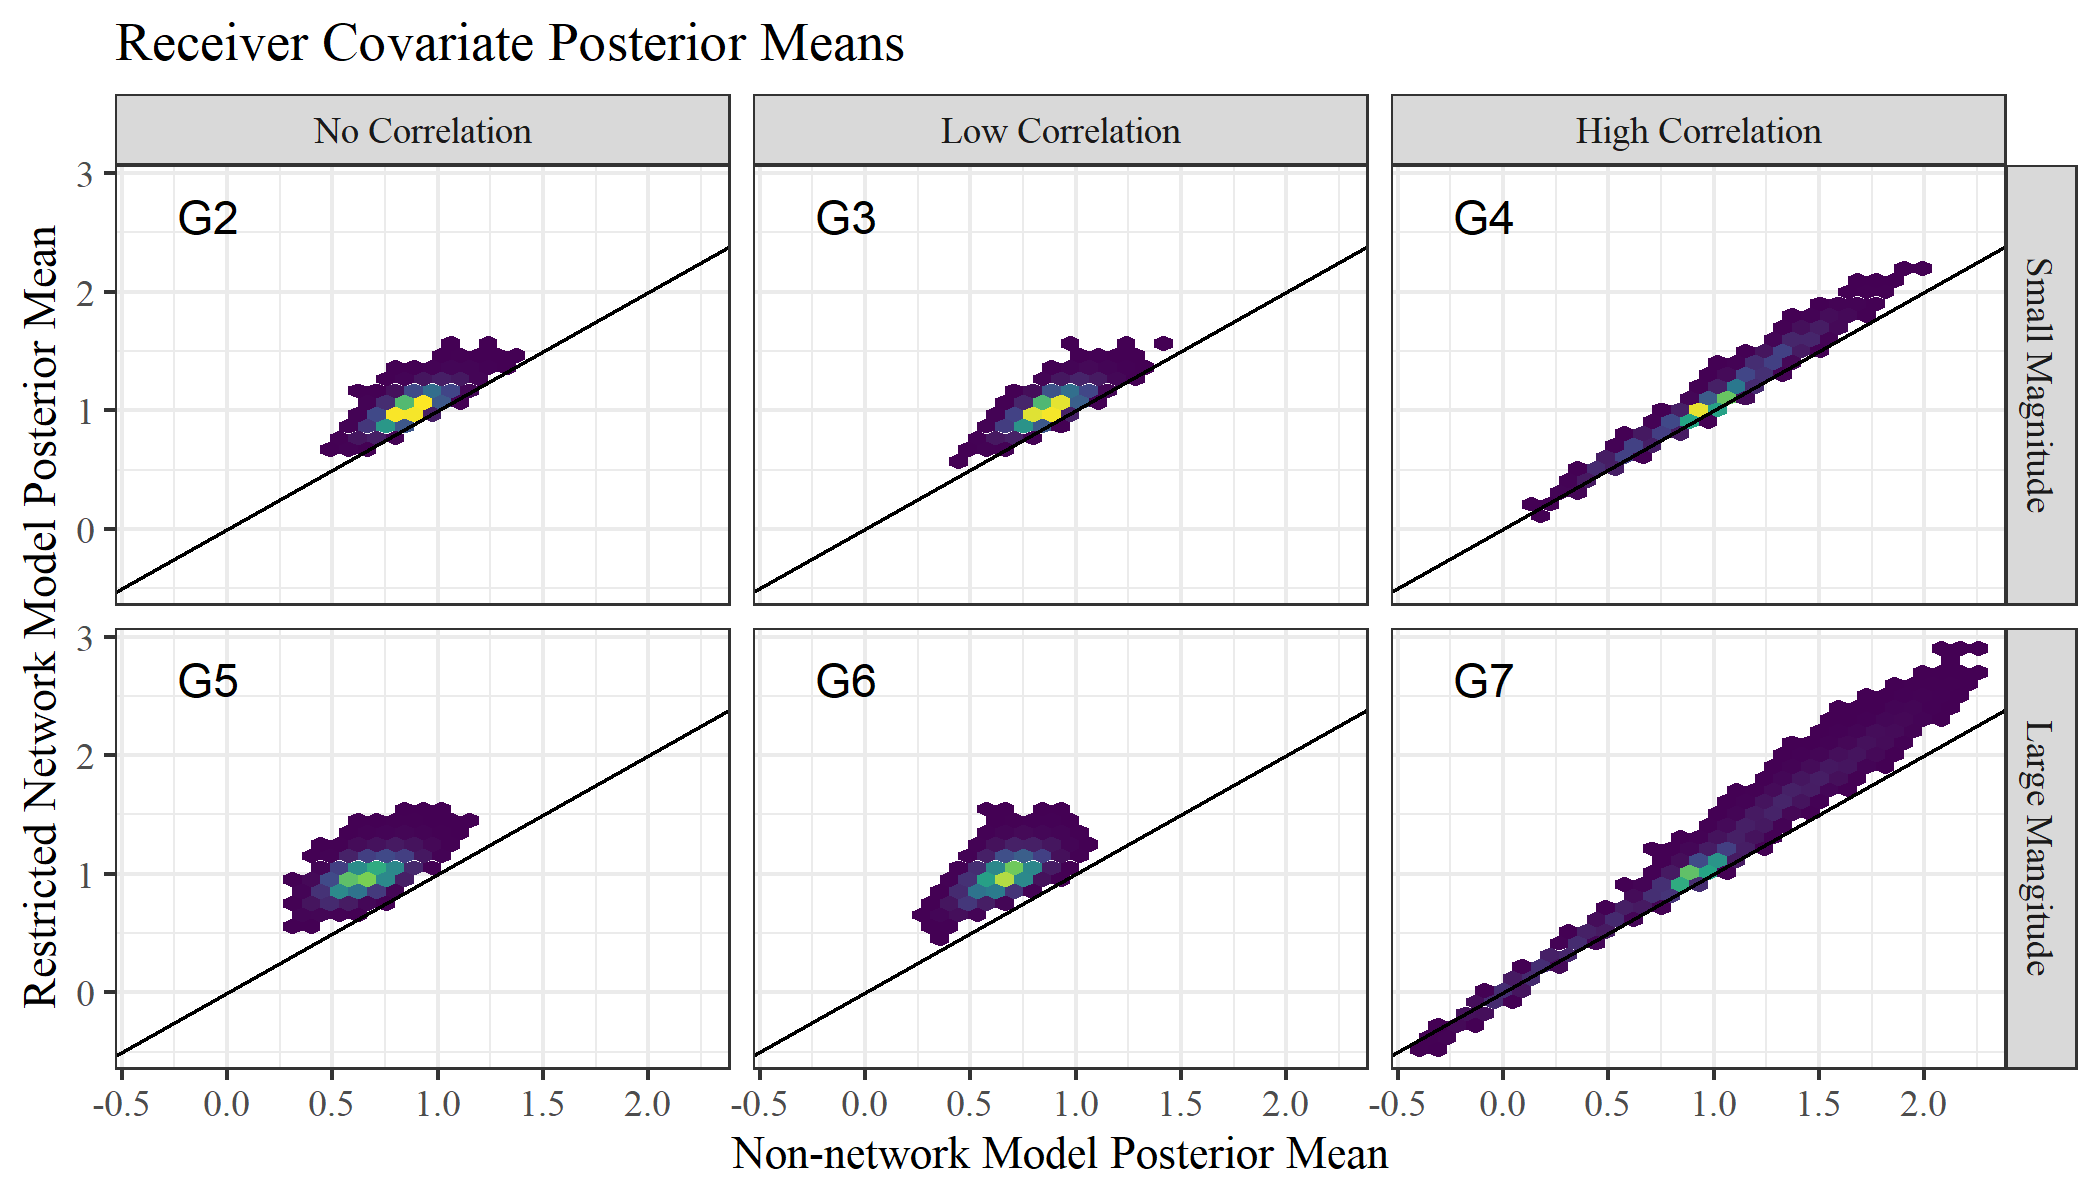 Receiver Covariate Posterior Means
No Correlation
Low Correlation
High Correlation
Restricted Network Model Posterior Mean
3
2
1
0
G2
G3
G4
Small Magnitude
3
2
1
0
G5
G6
G7
Large Mangitude
-0.5 0.0 0.5 1.0 1.5 2.0
-0.5 0.0 0.5 1.0 1.5 2.0
-0.5 0.0 0.5 1.0 1.5 2.0
Non-network Model Posterior Mean